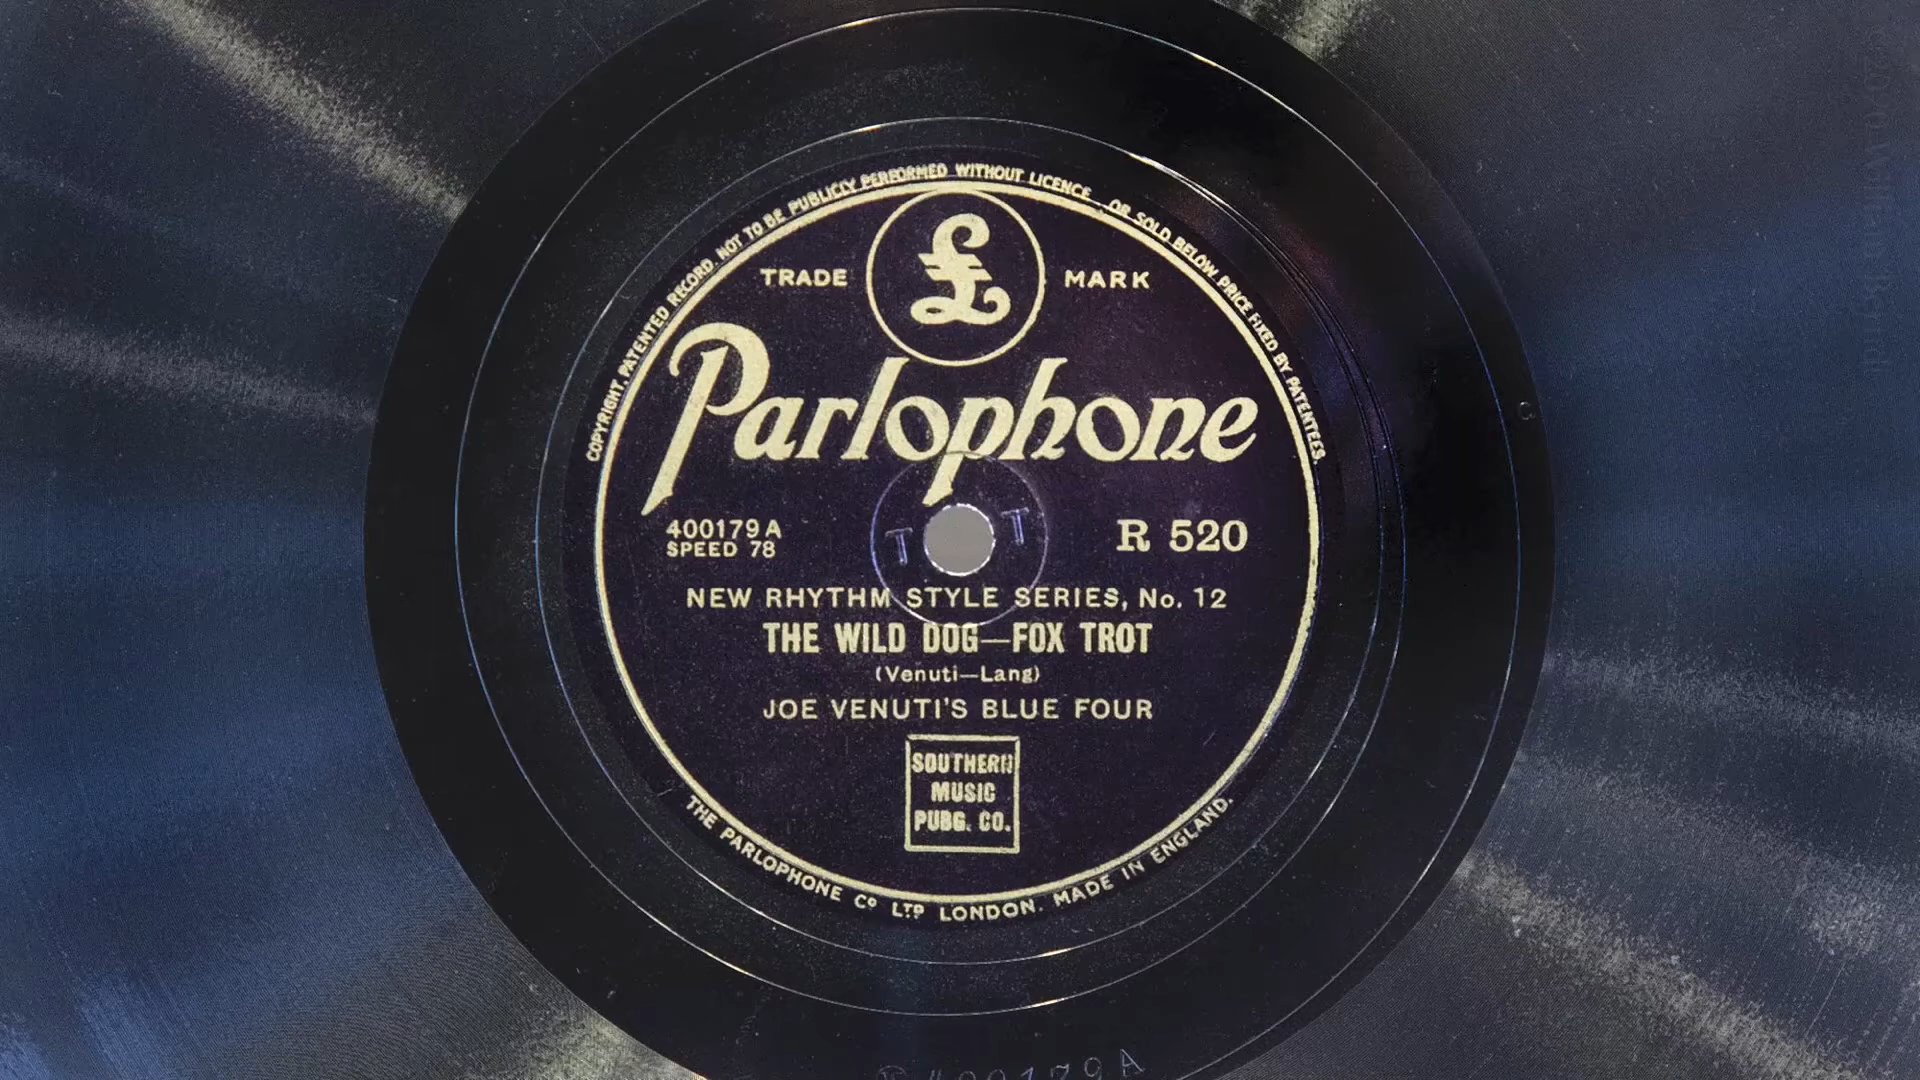 COPYRIGHT. PATENTED RECORD. NOT TO BE PUBLICLY PERFORMED WITHOUT LICENCE. OR SOLD BELOW PRICE FIXED BY PATENTEES.
£
TRADE MARK
Parlophone
400179 A
SPEED 78
R 520
T T
NEW RHYTHM STYLE SERIES, No. 12
THE WILD DOG—FOX TROT
(Venuti—Lang)
JOE VENUTI'S BLUE FOUR
SOUTHERN
MUSIC
PUBG. CO.
THE PARLOPHONE Cº LTD LONDON. MADE IN ENGLAND.
400179A